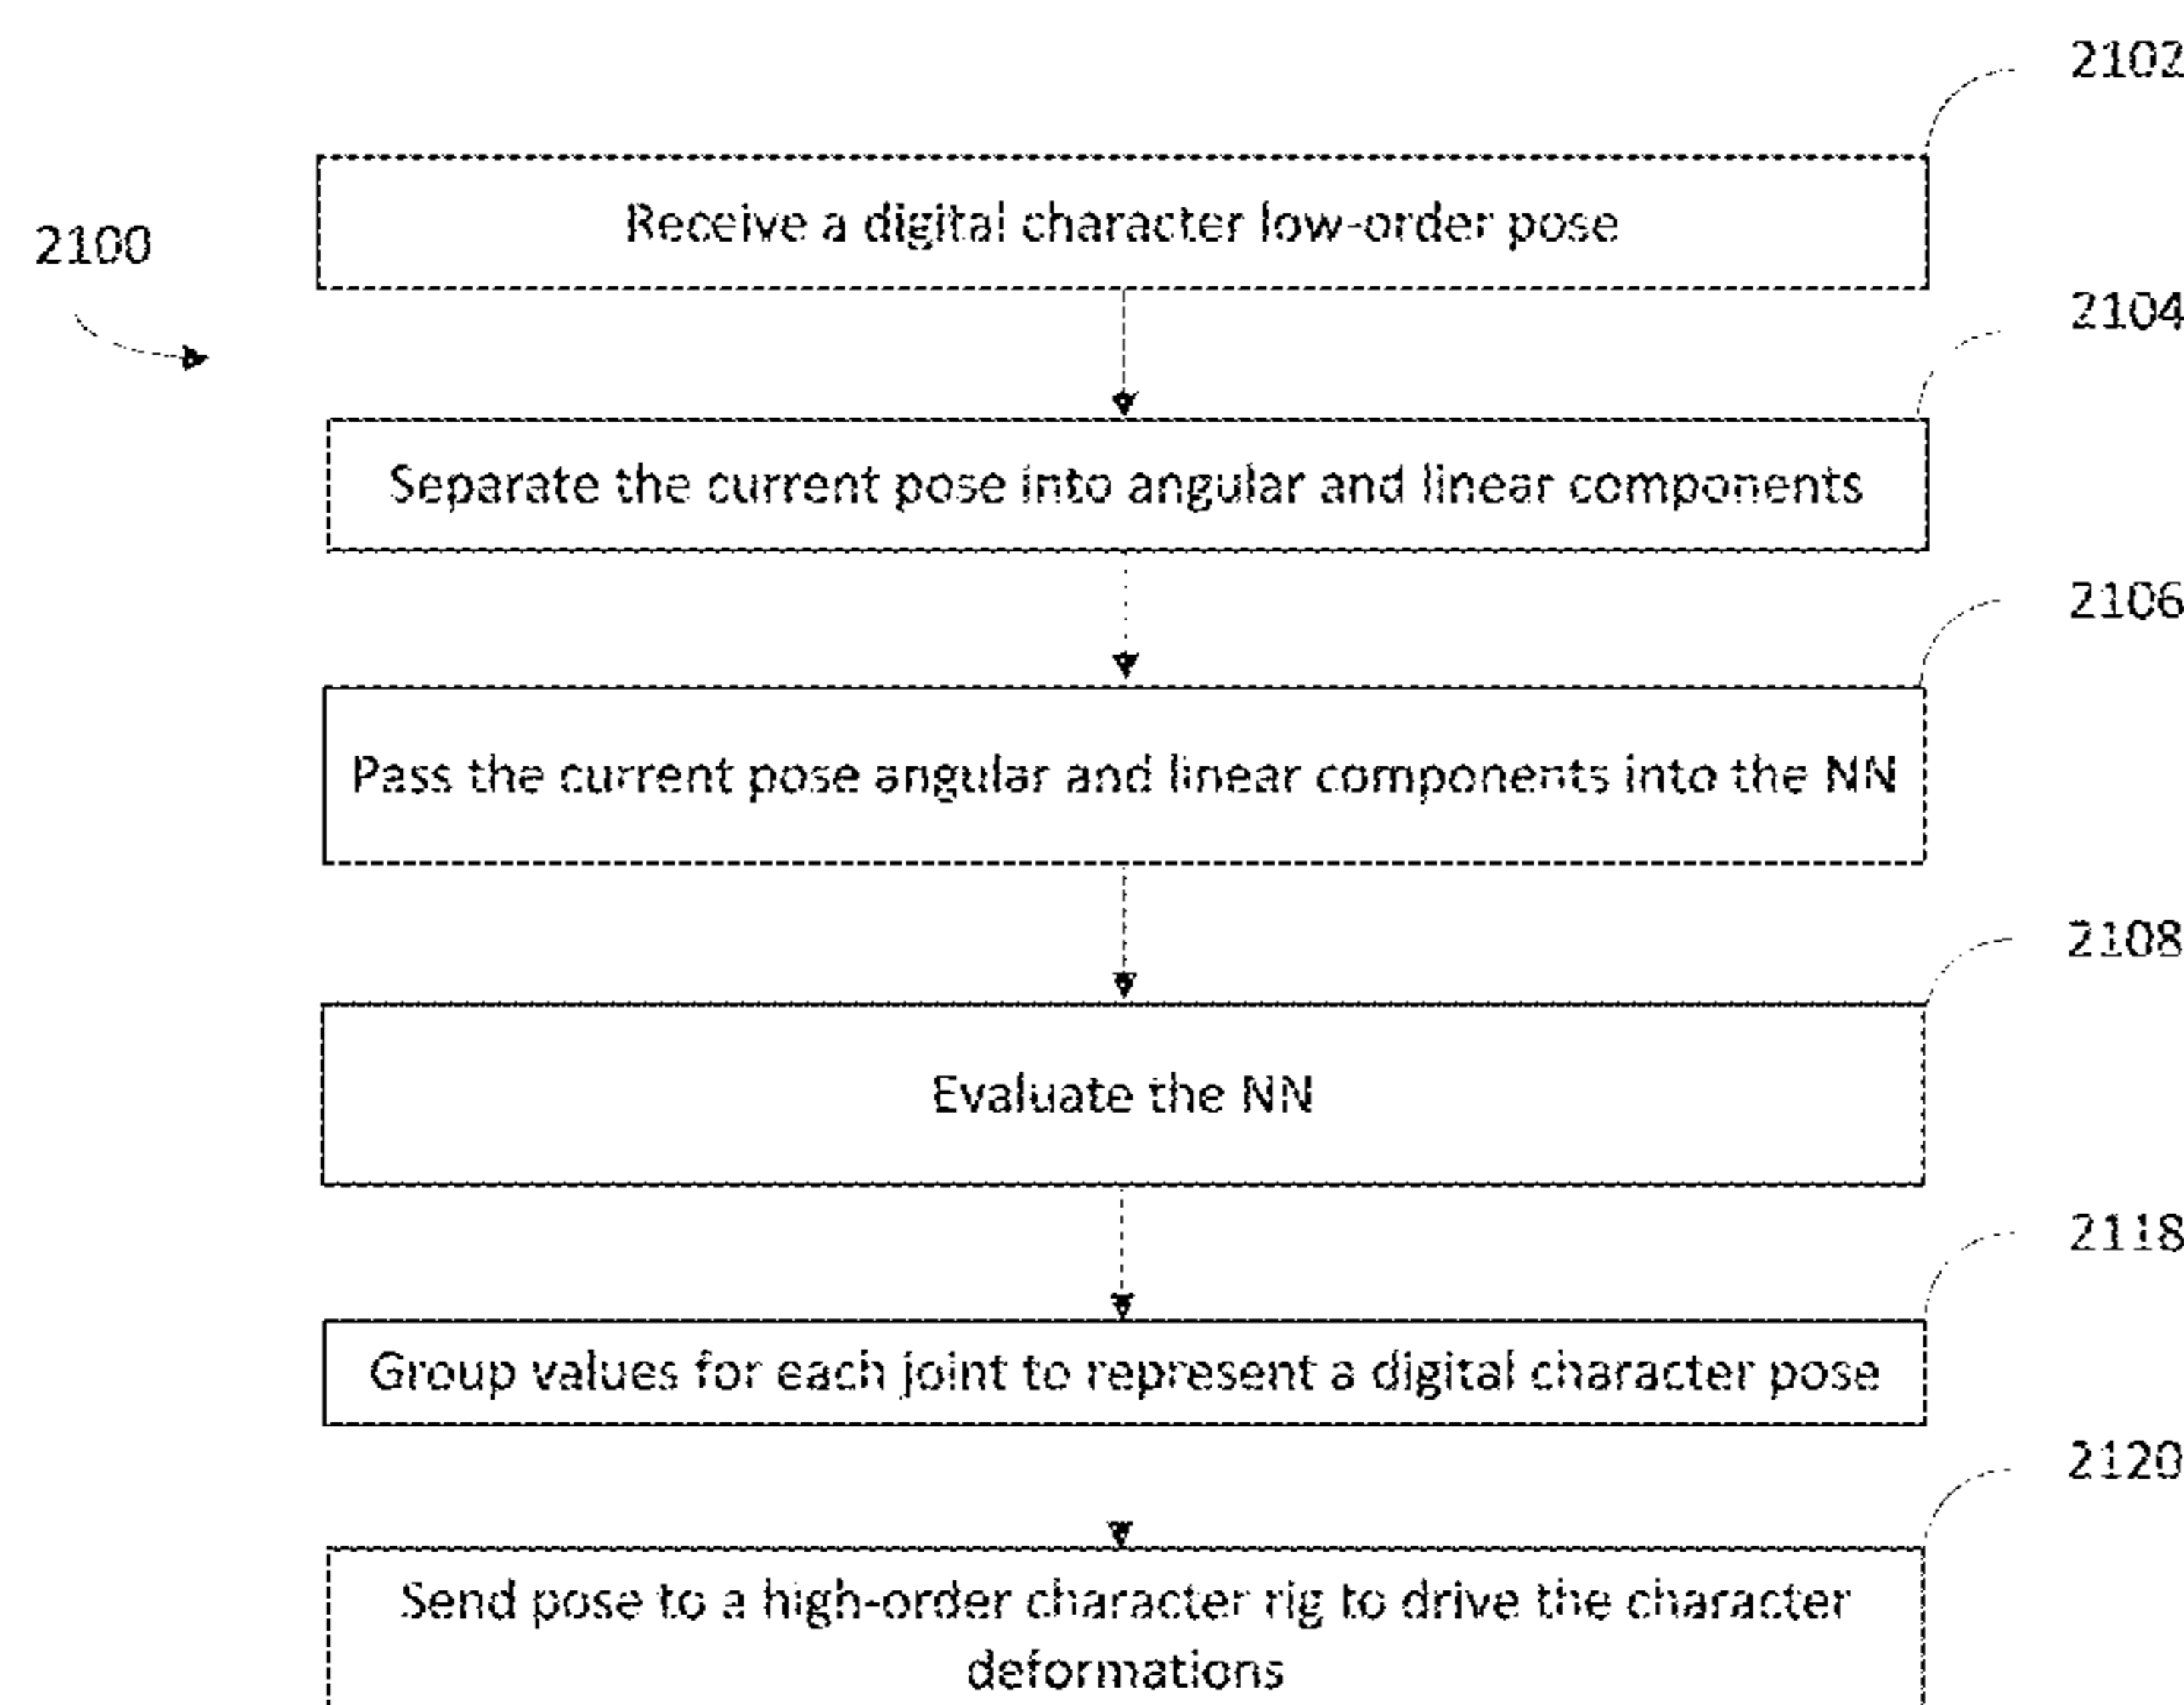 2102
Receive a digital character low-order pose
2100
2104
Separate the current pose into angular and linear components
2106
Pass the current pose angular and linear components into the NN
2108
Evaluate the NN
2118
Group values for each joint to represent a digital character pose
2120
Send pose to a high-order character rig to drive the character
deformations